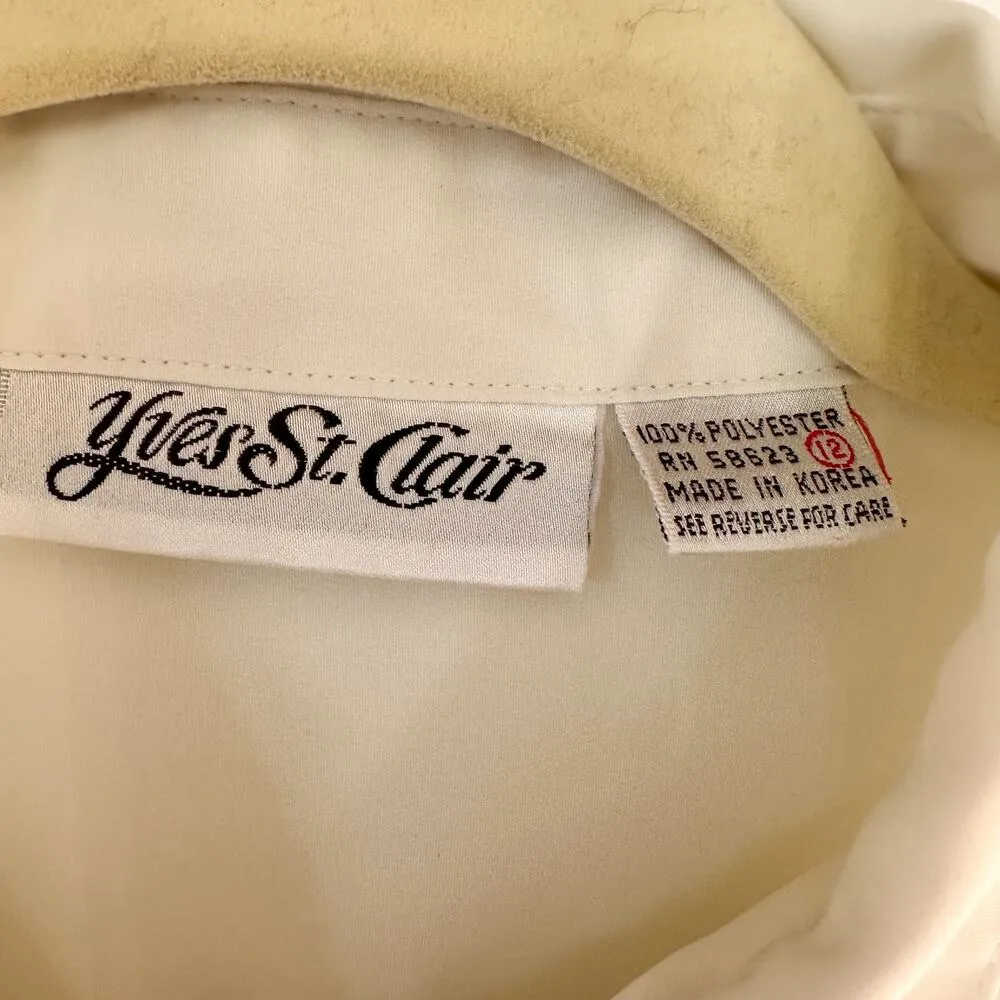 Yves St. Clair
100% POLYESTER
RN 58623 12
MADE IN KOREA
SEE REVERSE FOR CARE